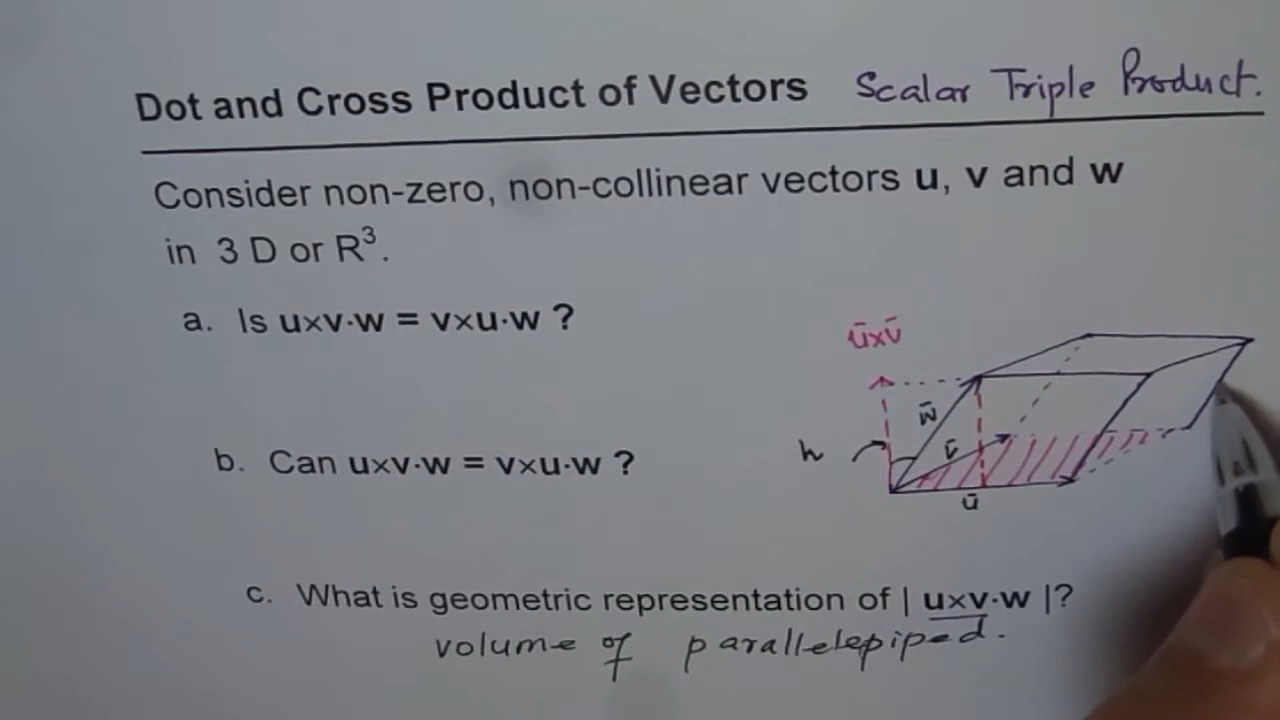 Dot and Cross Product of Vectors Scalar Triple Product.
Consider non-zero, non-collinear vectors u, v and w
in 3 D or R³.
a. Is u×v·w = v×u·w ?
ū×v̄
w̄
h
v̄
b. Can u×v·w = v×u·w ?
ū
c. What is geometric representation of | u×v·w |?
volume of parallelepiped.